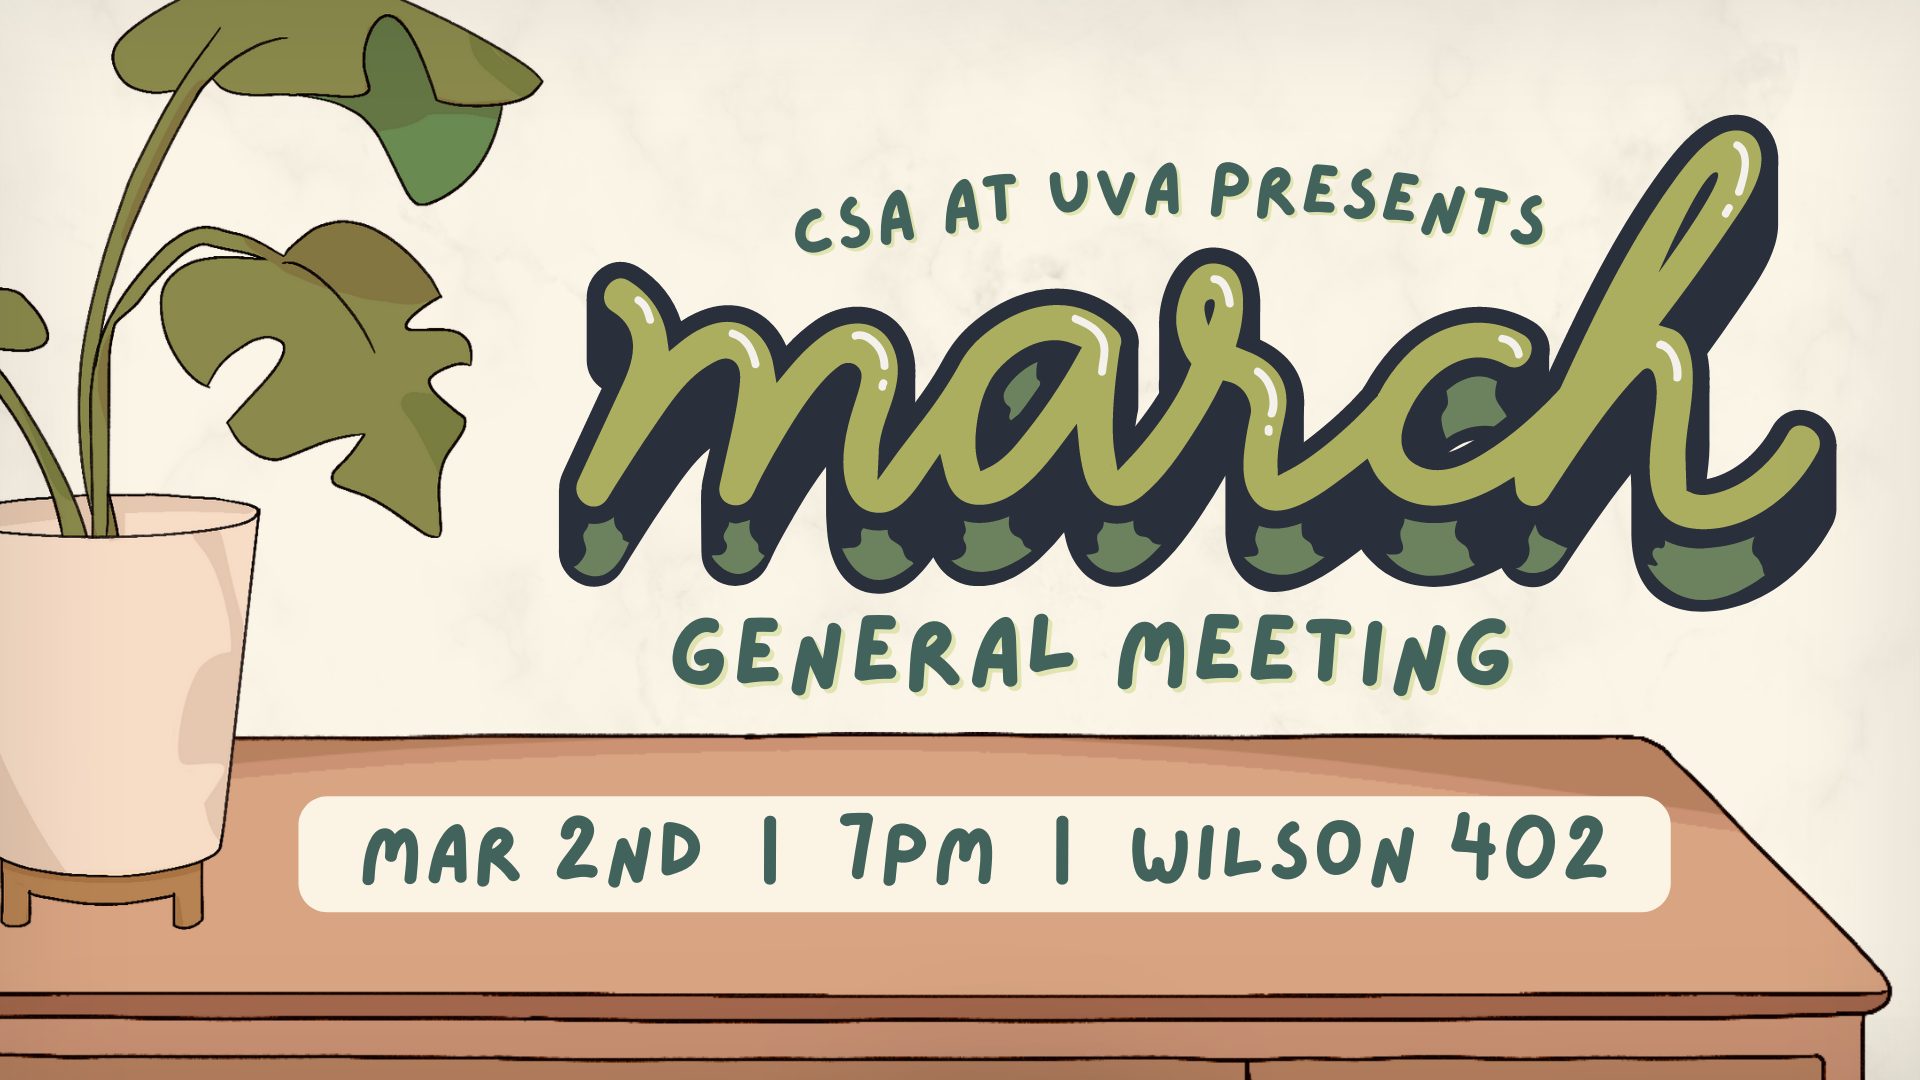 CSA AT UVA PRESENTS
march
GENERAL MEETING
MAR 2ND | 7PM | WILSON 402